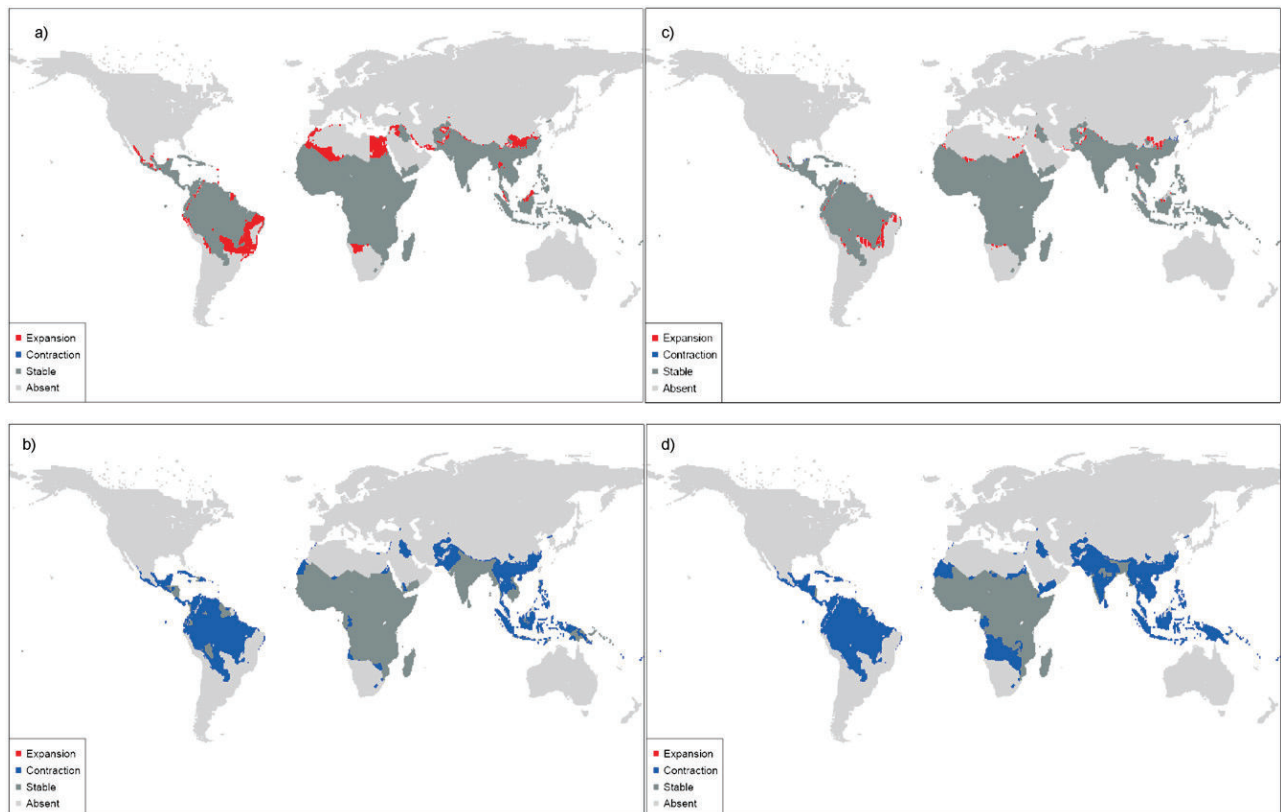 a)
Expansion
Contraction
Stable
Absent
c)
Expansion
Contraction
Stable
Absent
b)
Expansion
Contraction
Stable
Absent
d)
Expansion
Contraction
Stable
Absent